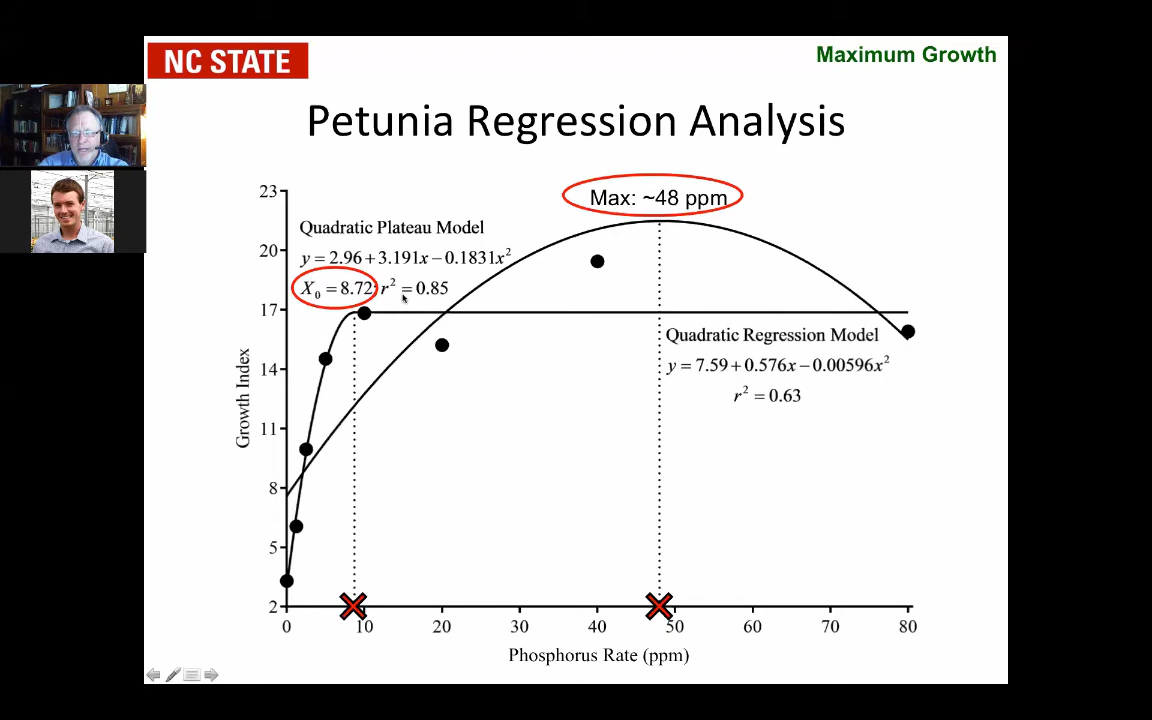 NC STATE
Maximum Growth
Petunia Regression Analysis
Max: ~48 ppm
Quadratic Plateau Model
y = 2.96 + 3.191x − 0.1831x²
X₀ = 8.72; r² = 0.85
Quadratic Regression Model
y = 7.59 + 0.576x − 0.00596x²
r² = 0.63
Growth Index
23
20
17
14
11
8
5
2
0 10 20 30 40 50 60 70 80
Phosphorus Rate (ppm)